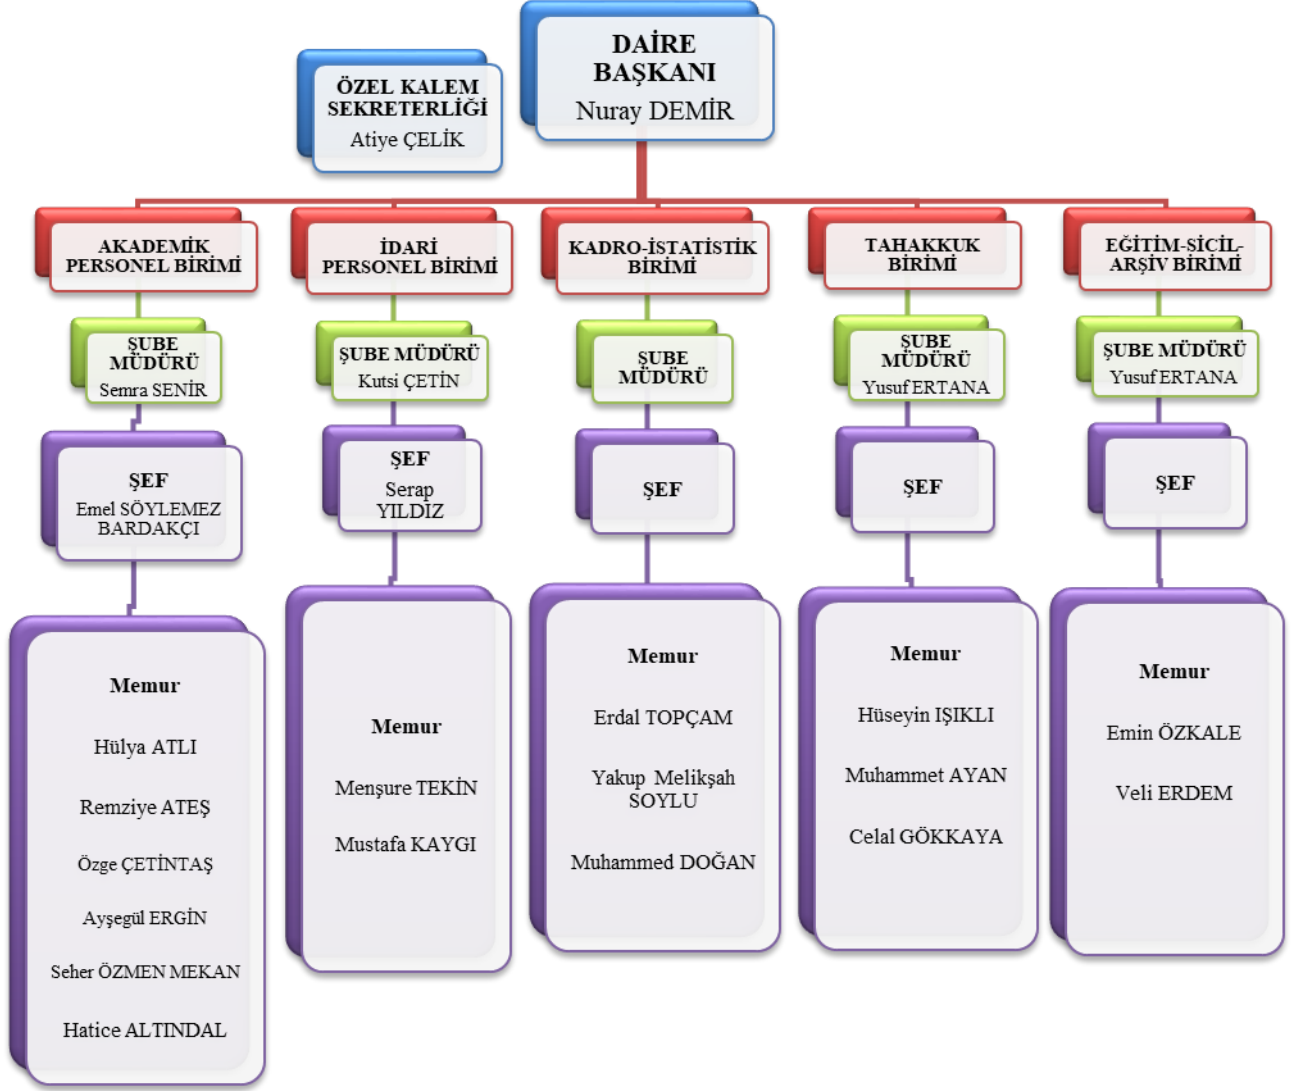 DAİRE
BAŞKANI
Nuray DEMİR
ÖZEL KALEM
SEKRETERLİĞİ
Atiye ÇELİK
AKADEMİK
PERSONEL BİRİMİ
ŞUBE
MÜDÜRÜ
Semra SENİR
ŞEF
Emel SÖYLEMEZ
BARDAKÇI
Memur
Hülya ATLI
Remziye ATEŞ
Özge ÇETİNTAŞ
Ayşegül ERGİN
Seher ÖZMEN MEKAN
Hatice ALTINDAL
İDARİ
PERSONEL BİRİMİ
ŞUBE MÜDÜRÜ
Kutsi ÇETİN
ŞEF
Serap
YILDIZ
Memur
Menşure TEKİN
Mustafa KAYGI
KADRO-İSTATİSTİK
BİRİMİ
ŞUBE
MÜDÜRÜ
ŞEF
Memur
Erdal TOPÇAM
Yakup Melikşah
SOYLU
Muhammed DOĞAN
TAHAKKUK
BİRİMİ
ŞUBE
MÜDÜRÜ
Yusuf ERTANA
ŞEF
Memur
Hüseyin IŞIKLI
Muhammet AYAN
Celal GÖKKAYA
EĞİTİM-SİCİL-
ARŞİV BİRİMİ
ŞUBE MÜDÜRÜ
Yusuf ERTANA
ŞEF
Memur
Emin ÖZKALE
Veli ERDEM